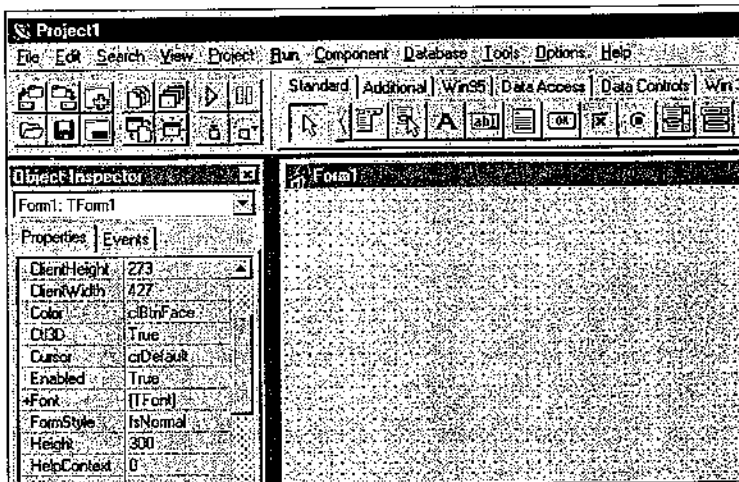 Project1
File Edit Search View Project Run Component Database Tools Options Help
Standard Additional Win95 Data Access Data Controls Win
A ab OK
Object Inspector
Form1
Form1: TForm1
Properties Events
ClientHeight 273
ClientWidth 427
Color clBtnFace
Ctl3D True
Cursor crDefault
Enabled True
+Font (TFont)
FormStyle fsNormal
Height 300
HelpContext 0